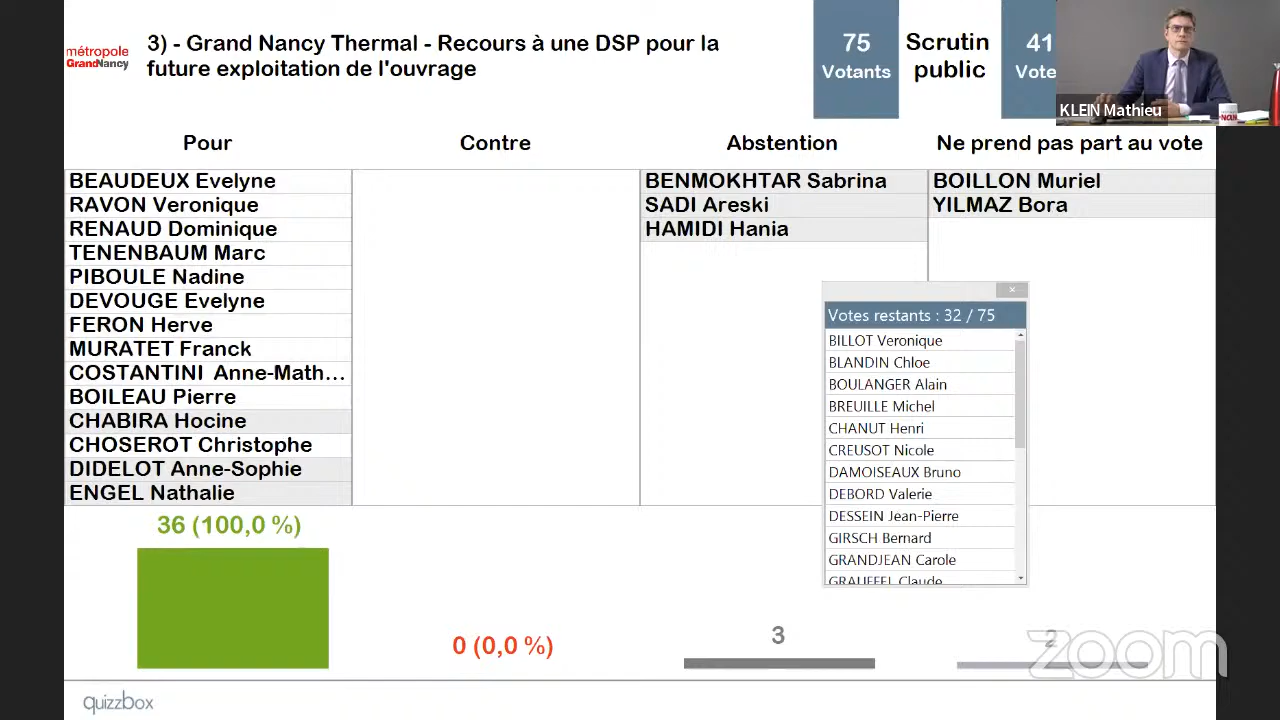 métropole
GrandNancy
3) - Grand Nancy Thermal - Recours à une DSP pour la
future exploitation de l'ouvrage
75
Votants
Scrutin
public
41
Vote
KLEIN Mathieu
Pour
Contre
Abstention
Ne prend pas part au vote
BEAUDEUX Evelyne
RAVON Veronique
RENAUD Dominique
TENENBAUM Marc
PIBOULE Nadine
DEVOUGE Evelyne
FERON Herve
MURATET Franck
COSTANTINI Anne-Math...
BOILEAU Pierre
CHABIRA Hocine
CHOSEROT Christophe
DIDELOT Anne-Sophie
ENGEL Nathalie
BENMOKHTAR Sabrina
SADI Areski
HAMIDI Hania
BOILLON Muriel
YILMAZ Bora
Votes restants : 32 / 75
BILLOT Veronique
BLANDIN Chloe
BOULANGER Alain
BREUILLE Michel
CHANUT Henri
CREUSOT Nicole
DAMOISEAUX Bruno
DEBORD Valerie
DESSEIN Jean-Pierre
GIRSCH Bernard
GRANDJEAN Carole
GRAUFFEL Claude
36 (100,0 %)
0 (0,0 %)
3
2
zoom
quizzbox